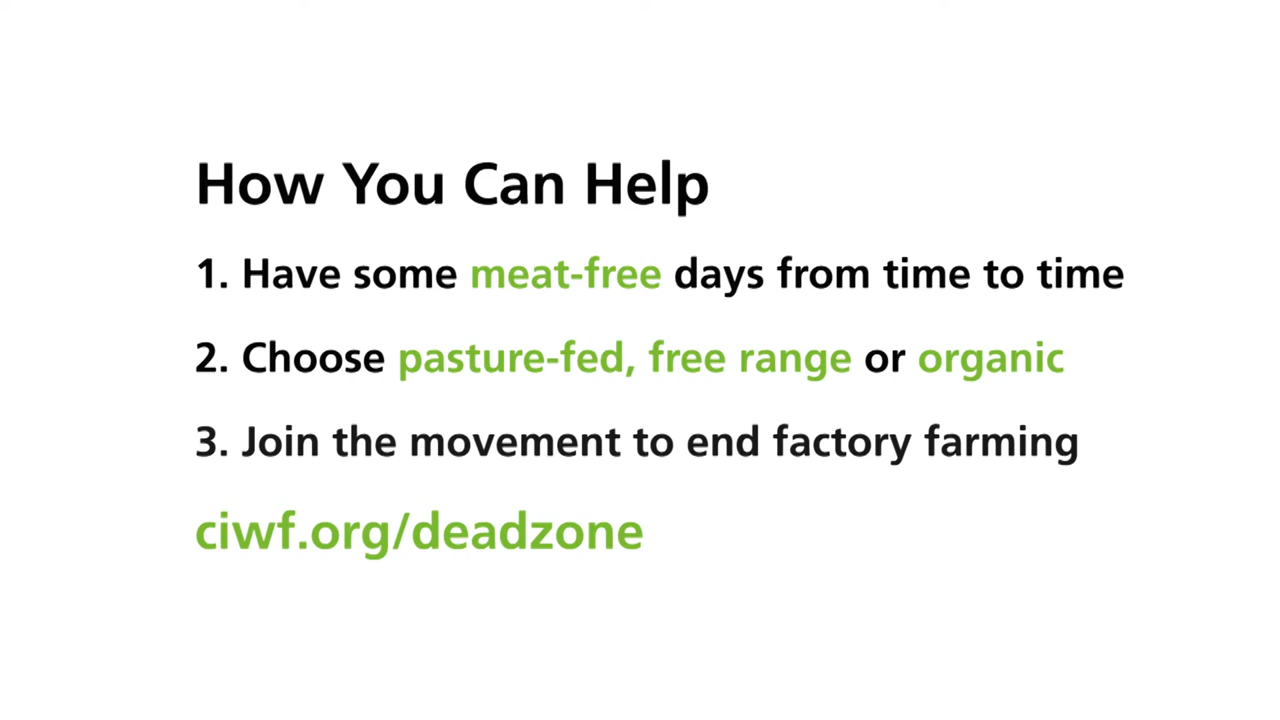 How You Can Help
1. Have some meat-free days from time to time
2. Choose pasture-fed, free range or organic
3. Join the movement to end factory farming
ciwf.org/deadzone